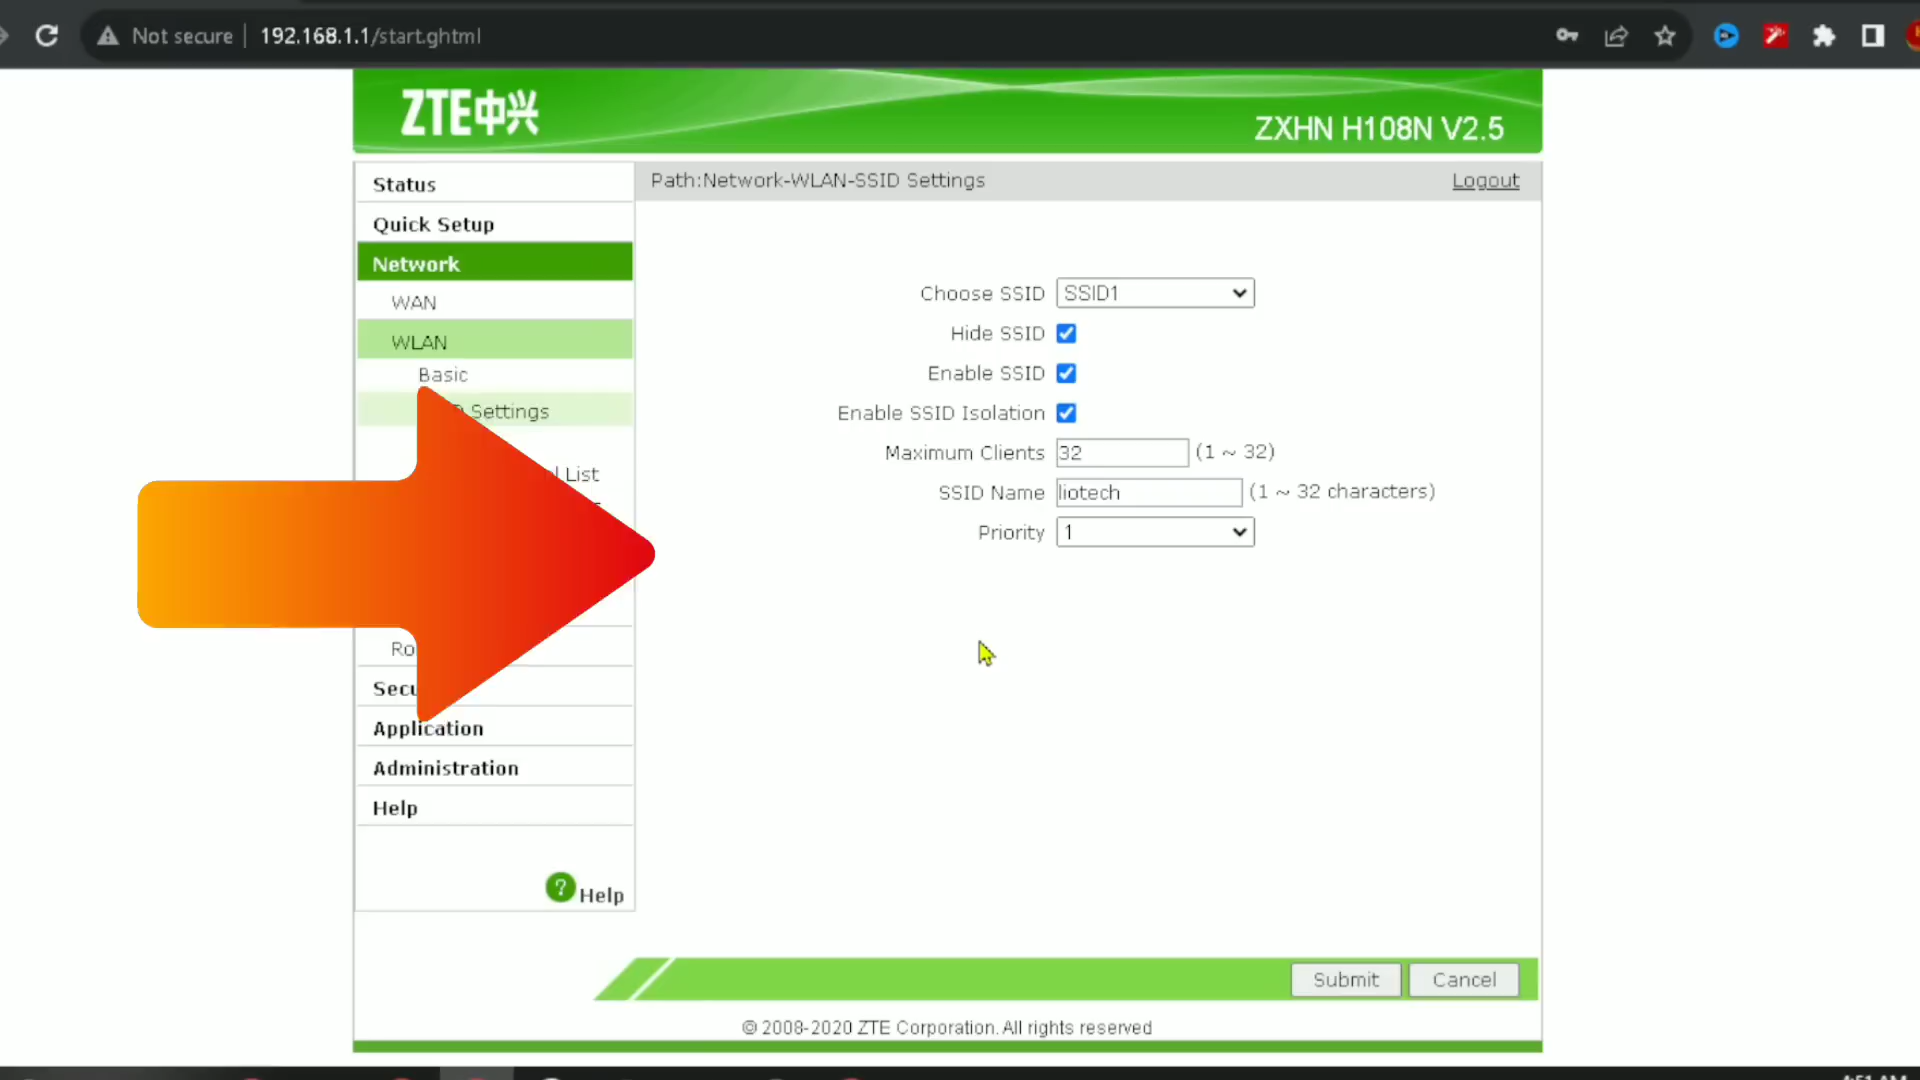 Not secure 192.168.1.1/start.ghtml
ZTE中兴
ZXHN H108N V2.5
Path:Network-WLAN-SSID Settings
Logout
Status
Quick Setup
Network
WAN
WLAN
Basic
Settings
List
Application
Administration
Help
? Help
Choose SSID SSID1
Hide SSID
Enable SSID
Enable SSID Isolation
Maximum Clients 32 (1 ~ 32)
SSID Name liotech (1 ~ 32 characters)
Priority 1
Submit Cancel
© 2008-2020 ZTE Corporation. All rights reserved